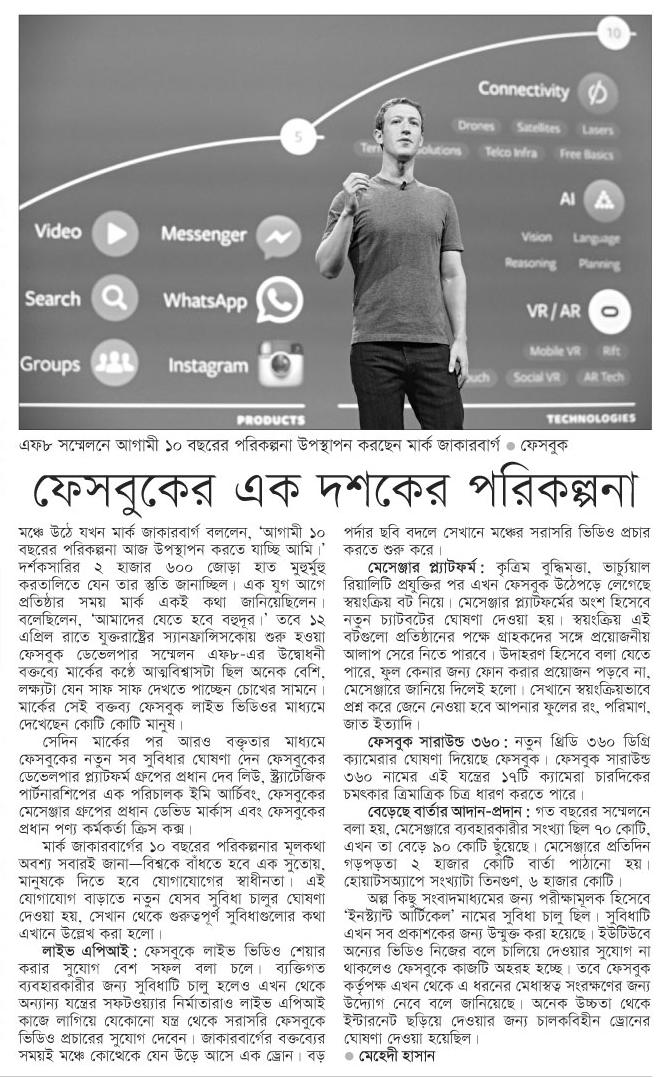 10
Connectivity
Drones Satellites Lasers
5
Telco Infra Free Basics
AI
Vision Language
Reasoning Planning
VR / AR
Mobile VR Rift
Social VR AR Tech
Video Messenger
Search WhatsApp
Groups Instagram
PRODUCTS
TECHNOLOGIES
এফ৮ সম্মেলনে আগামী ১০ বছরের পরিকল্পনা উপস্থাপন করছেন মার্ক জাকারবার্গ ● ফেসবুক
ফেসবুকের এক দশকের পরিকল্পনা
মঞ্চে উঠে যখন মার্ক জাকারবার্গ বললেন, ‘আগামী ১০
বছরের পরিকল্পনা আজ উপস্থাপন করতে যাচ্ছি আমি।’
দর্শকসারির ২ হাজার ৬০০ জোড়া হাত মুহুর্মুহু
করতালিতে যেন তার স্তুতি জানাচ্ছিল। এক যুগ আগে
প্রতিষ্ঠার সময় মার্ক একই কথা জানিয়েছিলেন।
বলেছিলেন, ‘আমাদের যেতে হবে বহুদূর।’ তবে ১২
এপ্রিল রাতে যুক্তরাষ্ট্রের স্যানফ্রান্সিসকোয় শুরু হওয়া
ফেসবুক ডেভেলপার সম্মেলন এফ৮-এর উদ্বোধনী
বক্তব্যে মার্কের কণ্ঠে আত্মবিশ্বাসটা ছিল অনেক বেশি,
লক্ষ্যটা যেন সাফ সাফ দেখতে পাচ্ছেন চোখের সামনে।
মার্কের সেই বক্তব্য ফেসবুক লাইভ ভিডিওর মাধ্যমে
দেখেছেন কোটি কোটি মানুষ।
সেদিন মার্কের পর আরও বক্তৃতার মাধ্যমে
ফেসবুকের নতুন সব সুবিধার ঘোষণা দেন ফেসবুকের
ডেভেলপার প্ল্যাটফর্ম গ্রুপের প্রধান দেব লিউ, স্ট্র্যাটেজিক
পার্টনারশিপের এক পরিচালক ইমি আর্চিবং, ফেসবুকের
মেসেঞ্জার গ্রুপের প্রধান ডেভিড মার্কাস এবং ফেসবুকের
প্রধান পণ্য কর্মকর্তা ক্রিস কক্স।
মার্ক জাকারবার্গের ১০ বছরের পরিকল্পনার মূলকথা
অবশ্য সবারই জানা—বিশ্বকে বাঁধতে হবে এক সুতোয়,
মানুষকে দিতে হবে যোগাযোগের স্বাধীনতা। এই
যোগাযোগ বাড়াতে নতুন যেসব সুবিধা চালুর ঘোষণা
দেওয়া হয়, সেখান থেকে গুরুত্বপূর্ণ সুবিধাগুলোর কথা
এখানে উল্লেখ করা হলো।
লাইভ এপিআই: ফেসবুকে লাইভ ভিডিও শেয়ার
করার সুযোগ বেশ সফল বলা চলে। ব্যক্তিগত
ব্যবহারকারীর জন্য সুবিধাটি চালু হলেও এখন থেকে
অন্যান্য যন্ত্রের সফটওয়্যার নির্মাতারাও লাইভ এপিআই
কাজে লাগিয়ে যেকোনো যন্ত্র থেকে সরাসরি ফেসবুকে
ভিডিও প্রচারের সুযোগ দেবেন। জাকারবার্গের বক্তব্যের
সময়ই মঞ্চে কোত্থেকে যেন উড়ে আসে এক ড্রোন। বড়
পর্দার ছবি বদলে সেখানে মঞ্চের সরাসরি ভিডিও প্রচার
করতে শুরু করে।
মেসেঞ্জার প্ল্যাটফর্ম: কৃত্রিম বুদ্ধিমত্তা, ভার্চ্যুয়াল
রিয়ালিটি প্রযুক্তির পর এখন ফেসবুক উঠেপড়ে লেগেছে
স্বয়ংক্রিয় বট নিয়ে। মেসেঞ্জার প্ল্যাটফর্মের অংশ হিসেবে
নতুন চ্যাটবটের ঘোষণা দেওয়া হয়। স্বয়ংক্রিয় এই
বটগুলো প্রতিষ্ঠানের পক্ষে গ্রাহকদের সঙ্গে প্রয়োজনীয়
আলাপ সেরে নিতে পারবে। উদাহরণ হিসেবে বলা যেতে
পারে, ফুল কেনার জন্য ফোন করার প্রয়োজন পড়বে না,
মেসেঞ্জারে জানিয়ে দিলেই হলো। সেখানে স্বয়ংক্রিয়ভাবে
প্রশ্ন করে জেনে নেওয়া হবে আপনার ফুলের রং, পরিমাণ,
জাত ইত্যাদি।
ফেসবুক সারাউন্ড ৩৬০: নতুন থ্রিডি ৩৬০ ডিগ্রি
ক্যামেরার ঘোষণা দিয়েছে ফেসবুক। ফেসবুক সারাউন্ড
৩৬০ নামের এই যন্ত্রের ১৭টি ক্যামেরা চারদিকের
চমৎকার ত্রিমাত্রিক চিত্র ধারণ করতে পারে।
বেড়েছে বার্তার আদান-প্রদান: গত বছরের সম্মেলনে
বলা হয়, মেসেঞ্জারে ব্যবহারকারীর সংখ্যা ছিল ৭০ কোটি,
এখন তা বেড়ে ৯০ কোটি ছুঁয়েছে। মেসেঞ্জারে প্রতিদিন
গড়পড়তা ২ হাজার কোটি বার্তা পাঠানো হয়।
হোয়াটসঅ্যাপে সংখ্যাটা তিনগুণ, ৬ হাজার কোটি।
অল্প কিছু সংবাদমাধ্যমের জন্য পরীক্ষামূলক হিসেবে
‘ইনস্ট্যান্ট আর্টিকেল’ নামের সুবিধা চালু ছিল। সুবিধাটি
এখন সব প্রকাশকের জন্য উন্মুক্ত করা হয়েছে। ইউটিউবে
অন্যের ভিডিও নিজের বলে চালিয়ে দেওয়ার সুযোগ না
থাকলেও ফেসবুকে কাজটি অহরহ হচ্ছে। তবে ফেসবুক
কর্তৃপক্ষ এখন থেকে এ ধরনের মেধাস্বত্ব সংরক্ষণের জন্য
উদ্যোগ নেবে বলে জানিয়েছে। অনেক উচ্চতা থেকে
ইন্টারনেট ছড়িয়ে দেওয়ার জন্য চালকবিহীন ড্রোনের
ঘোষণা দেওয়া হয়েছিল।
● মেহেদী হাসান